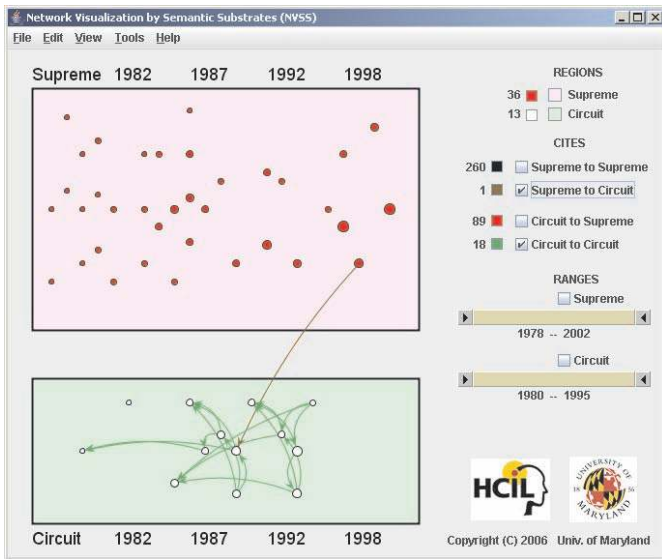 Network Visualization by Semantic Substrates (NVSS)
File Edit View Tools Help
Supreme 1982 1987 1992 1998
Circuit 1982 1987 1992 1998
REGIONS
36 Supreme
13 Circuit
CITES
260 Supreme to Supreme
1 Supreme to Circuit
89 Circuit to Supreme
18 Circuit to Circuit
RANGES
Supreme
1978 -- 2002
Circuit
1980 -- 1995
HCIL
UNIVERSITY OF
18 56
MARYLAND
Copyright (C) 2006 Univ. of Maryland